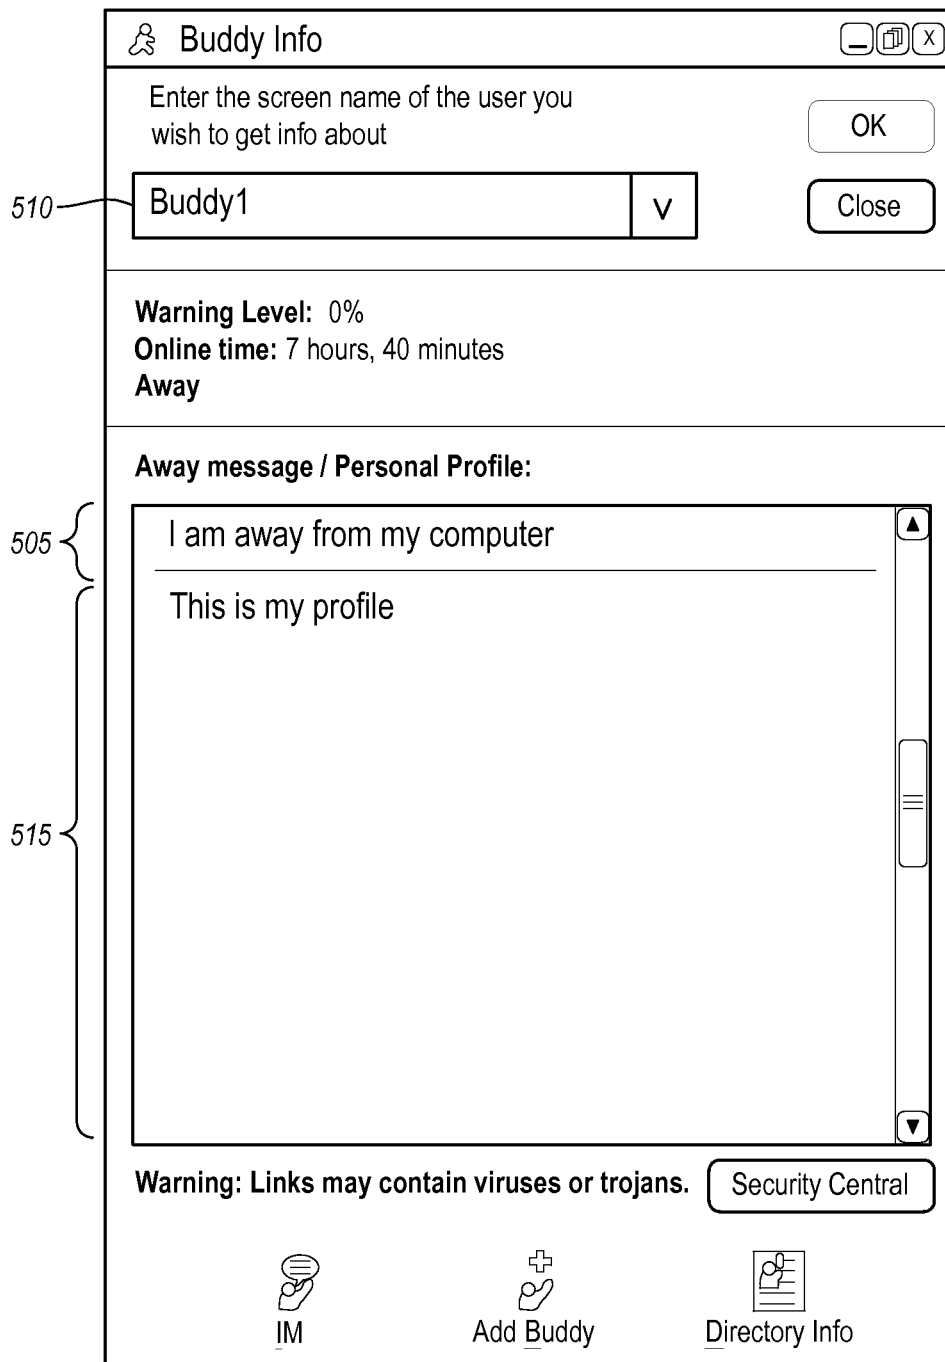 Buddy Info
X
Enter the screen name of the user you
wish to get info about
OK
510
Buddy1
V
Close
Warning Level: 0%
Online time: 7 hours, 40 minutes
Away
Away message / Personal Profile:
505
I am away from my computer
This is my profile
515
Warning: Links may contain viruses or trojans.
Security Central
IM
Add Buddy
Directory Info